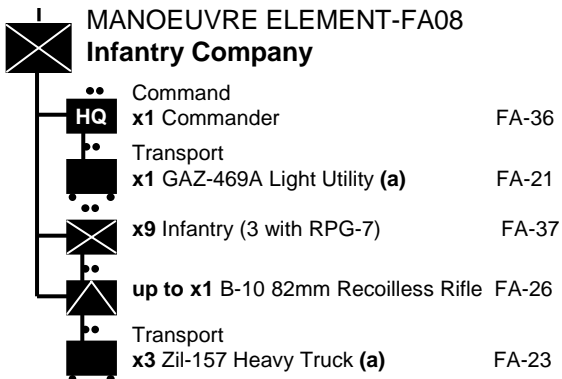 MANOEUVRE ELEMENT-FA08
Infantry Company
Command
HQ x1 Commander FA-36
Transport
x1 GAZ-469A Light Utility (a) FA-21
x9 Infantry (3 with RPG-7) FA-37
up to x1 B-10 82mm Recoilless Rifle FA-26
Transport
x3 Zil-157 Heavy Truck (a) FA-23